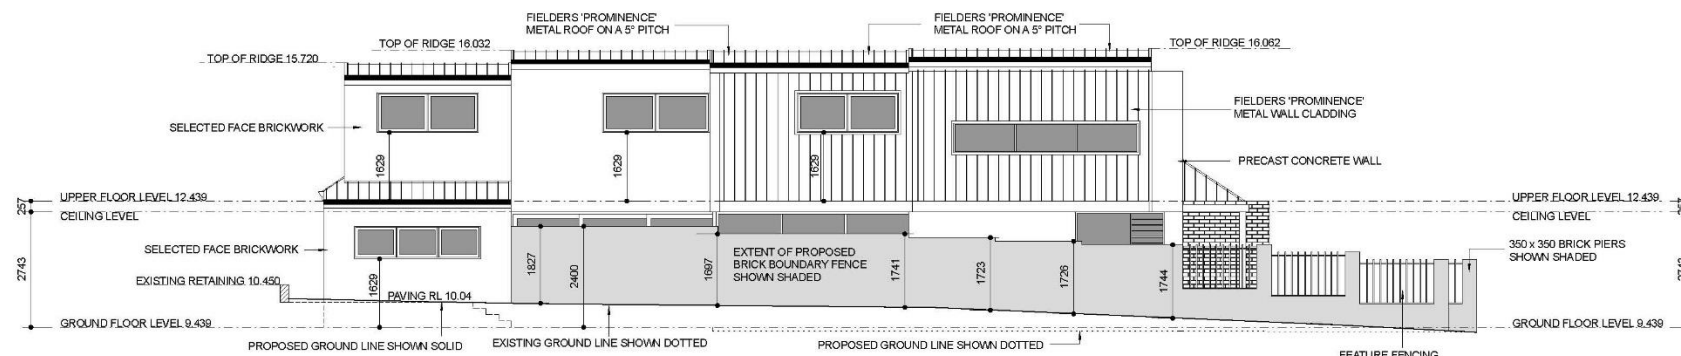 FIELDERS 'PROMINENCE'
METAL ROOF ON A 5° PITCH
FIELDERS 'PROMINENCE'
METAL ROOF ON A 5° PITCH
TOP OF RIDGE 16.032
TOP OF RIDGE 16.062
TOP OF RIDGE 15.720
FIELDERS 'PROMINENCE'
METAL WALL CLADDING
SELECTED FACE BRICKWORK
1629
1629
1629
PRECAST CONCRETE WALL
UPPER FLOOR LEVEL 12.439
UPPER FLOOR LEVEL 12.439
257
CEILING LEVEL
CEILING LEVEL
SELECTED FACE BRICKWORK
EXTENT OF PROPOSED
BRICK BOUNDARY FENCE
SHOWN SHADED
350 x 350 BRICK PIERS
SHOWN SHADED
2743
1629
1827
2400
1697
1741
1723
1726
1744
EXISTING RETAINING 10.450
PAVING RL 10.04
GROUND FLOOR LEVEL 9.439
GROUND FLOOR LEVEL 9.439
PROPOSED GROUND LINE SHOWN SOLID
EXISTING GROUND LINE SHOWN DOTTED
PROPOSED GROUND LINE SHOWN DOTTED
FEATURE FENCING